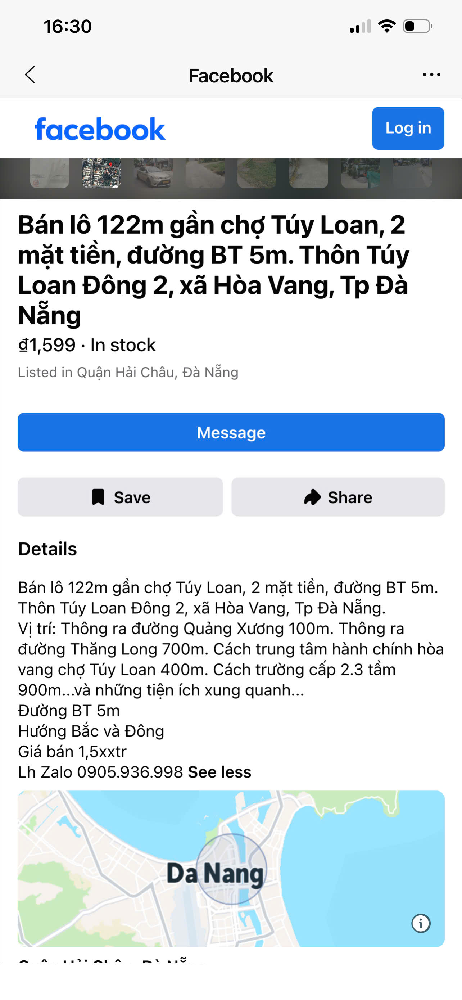 16:30
Facebook
facebook
Log in
Bán lô 122m gần chợ Túy Loan, 2
mặt tiền, đường BT 5m. Thôn Túy
Loan Đông 2, xã Hòa Vang, Tp Đà
Nẵng
₫1,599 · In stock
Listed in Quận Hải Châu, Đà Nẵng
Message
Save
Share
Details
Bán lô 122m gần chợ Túy Loan, 2 mặt tiền, đường BT 5m.
Thôn Túy Loan Đông 2, xã Hòa Vang, Tp Đà Nẵng.
Vị trí: Thông ra đường Quảng Xương 100m. Thông ra
đường Thăng Long 700m. Cách trung tâm hành chính hòa
vang chợ Túy Loan 400m. Cách trường cấp 2.3 tầm
900m...và những tiện ích xung quanh...
Đường BT 5m
Hướng Bắc và Đông
Giá bán 1,5xxtr
Lh Zalo 0905.936.998 See less
Da Nang
Quận Hải Châu, Đà Nẵng